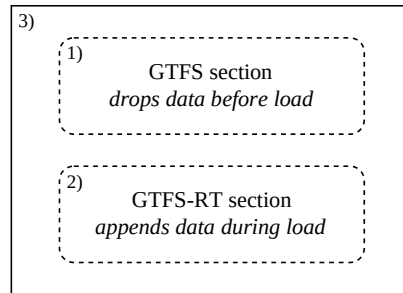 3)
1)
GTFS section
drops data before load
2)
GTFS-RT section
appends data during load